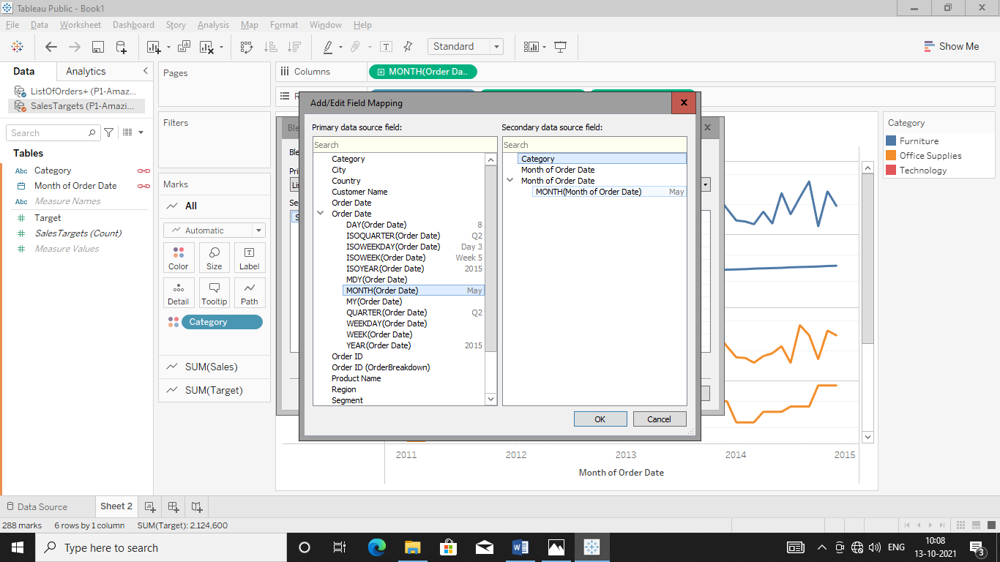 Tableau Public - Book1
File Data Worksheet Dashboard Story Analysis Map Format Window Help
Standard
Show Me
Data Analytics
ListOfOrders+ (P1-Amaz...
SalesTargets (P1-Amazi...
Search
Tables
Abc Category
Month of Order Date
Abc Measure Names
Target
SalesTargets (Count)
Measure Values
Pages
Filters
Marks
All
Automatic
Color Size Label
Detail Tooltip Path
Category
SUM(Sales)
SUM(Target)
Columns
MONTH(Order Da..
Add/Edit Field Mapping
Primary data source field:
Search
Category
City
Country
Customer Name
Order Date
Order Date
DAY(Order Date) 8
ISOQUARTER(Order Date) Q2
ISOWEEKDAY(Order Date) Day 3
ISOWEEK(Order Date) Week 5
ISOYEAR(Order Date) 2015
MDY(Order Date)
MONTH(Order Date) May
MY(Order Date)
QUARTER(Order Date) Q2
WEEKDAY(Order Date)
WEEK(Order Date)
YEAR(Order Date) 2015
Order ID
Order ID (OrderBreakdown)
Product Name
Region
Segment
Secondary data source field:
Search
Category
Month of Order Date
Month of Order Date
MONTH(Month of Order Date) May
OK Cancel
Category
Furniture
Office Supplies
Technology
2011 2012 2013 2014 2015
Month of Order Date
Data Source Sheet 2
288 marks 6 rows by 1 column SUM(Target): 2,124,600
Type here to search
ENG
10:08
13-10-2021
3